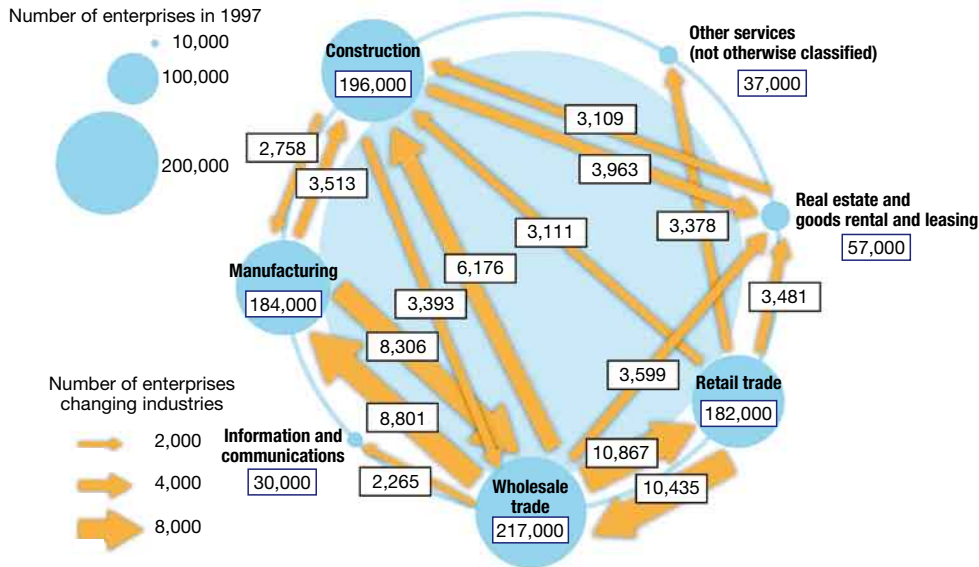 Number of enterprises in 1997
10,000
100,000
200,000
Construction
196,000
Other services
(not otherwise classified)
37,000
2,758
3,513
3,109
3,963
Real estate and
goods rental and leasing
57,000
3,378
3,111
6,176
3,393
3,481
Manufacturing
184,000
8,306
8,801
3,599
Retail trade
182,000
Number of enterprises
changing industries
2,000
4,000
8,000
Information and
communications
30,000
2,265
10,867
10,435
Wholesale
trade
217,000